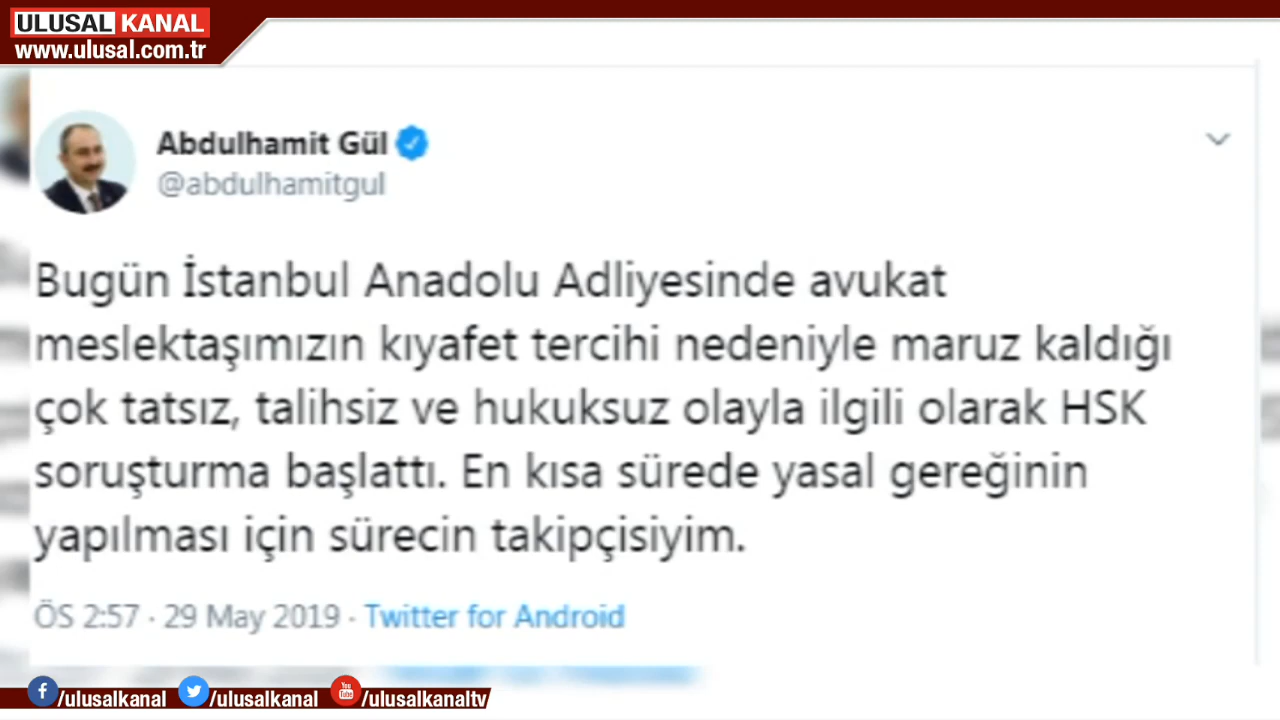 ULUSAL KANAL
www.ulusal.com.tr
Abdulhamit Gül
@abdulhamitgul
Bugün İstanbul Anadolu Adliyesinde avukat
meslektaşımızın kıyafet tercihi nedeniyle maruz kaldığı
çok tatsız, talihsiz ve hukuksuz olayla ilgili olarak HSK
soruşturma başlattı. En kısa sürede yasal gereğinin
yapılması için sürecin takipçisiyim.
ÖS 2:57 · 29 May 2019 · Twitter for Android
/ulusalkanal /ulusalkanal You Tube /ulusalkanaltv